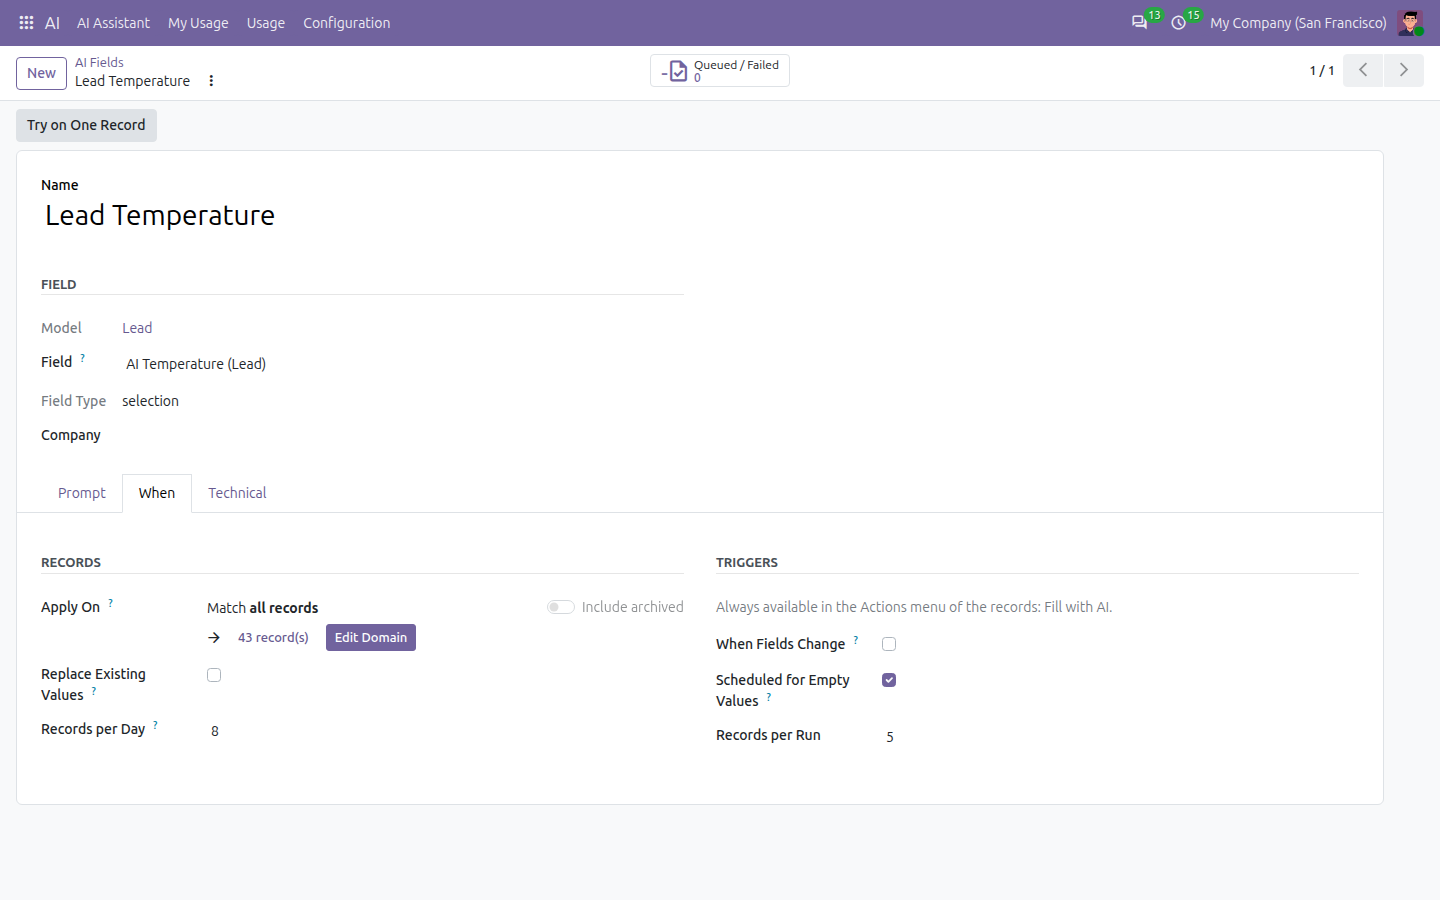 AI
AI Assistant
My Usage
Usage
Configuration
13
15
My Company (San Francisco)
New
AI Fields
Lead Temperature
Queued / Failed
0
1 / 1
Try on One Record
Name
Lead Temperature
FIELD
Model
Lead
Field ?
AI Temperature (Lead)
Field Type
selection
Company
Prompt
When
Technical
RECORDS
Apply On ?
Match all records
Include archived
43 record(s)
Edit Domain
Replace Existing
Values ?
Records per Day ?
8
TRIGGERS
Always available in the Actions menu of the records: Fill with AI.
When Fields Change ?
Scheduled for Empty
Values ?
Records per Run
5